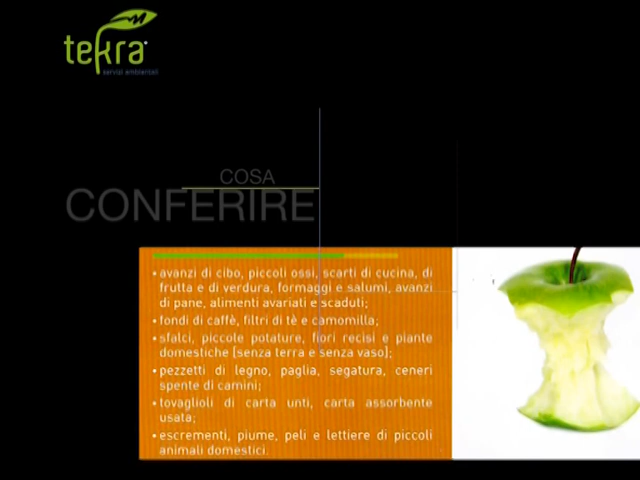 tekra
servizi ambientali
COSA
CONFERIRE
• avanzi di cibo, piccoli ossi, scarti di cucina, di
frutta e di verdura, formaggi e salumi, avanzi
di pane, alimenti avariati e scaduti;
• fondi di caffè, filtri di tè e camomilla;
• sfalci, piccole potature, fiori recisi e piante
domestiche [senza terra e senza vaso];
• pezzetti di legno, paglia, segatura, ceneri
spente di camini;
• tovaglioli di carta unti, carta assorbente
usata;
• escrementi, piume, peli e lettiere di piccoli
animali domestici.